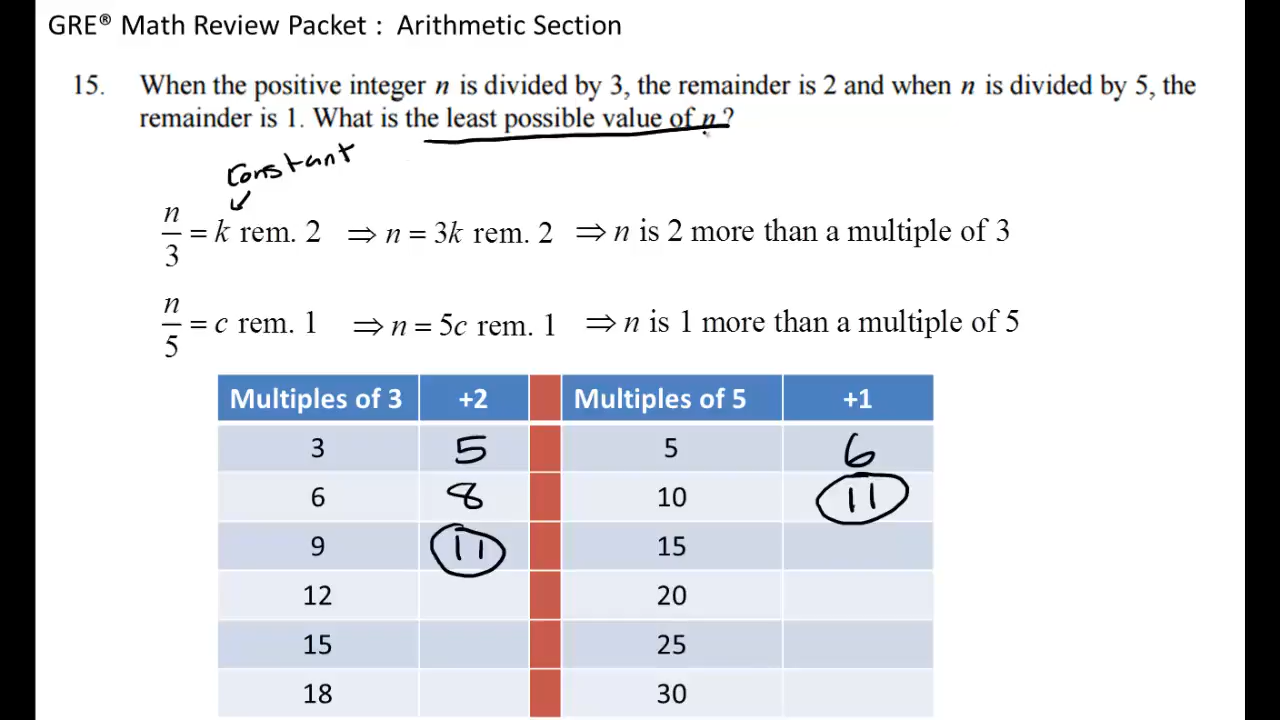 GRE® Math Review Packet : Arithmetic Section
15. When the positive integer n is divided by 3, the remainder is 2 and when n is divided by 5, the
remainder is 1. What is the least possible value of n?
Constant
n/3 = k rem. 2 ⇒ n = 3k rem. 2 ⇒ n is 2 more than a multiple of 3
n/5 = c rem. 1 ⇒ n = 5c rem. 1 ⇒ n is 1 more than a multiple of 5
Multiples of 3 +2 Multiples of 5 +1
3 5 5 6
6 8 10 11
9 11 15
12 20
15 25
18 30